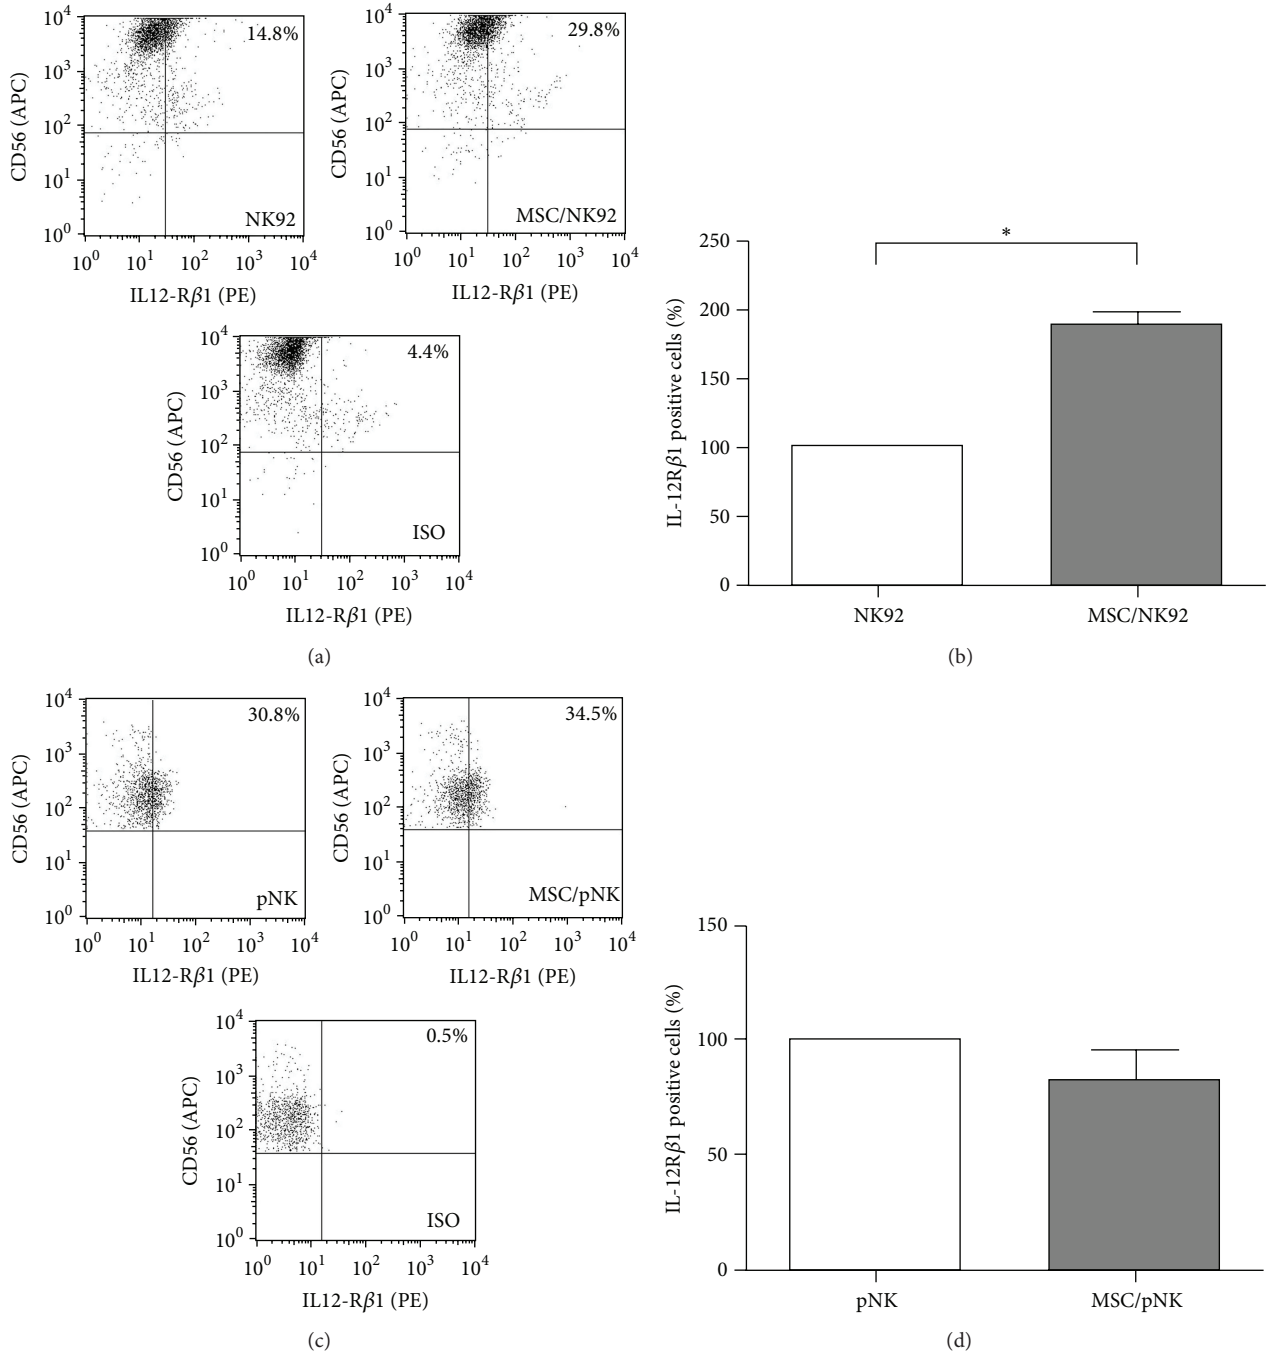 10⁴
10³
10²
10¹
10⁰
CD56 (APC)
14.8%
NK92
10⁰ 10¹ 10² 10³ 10⁴
IL12-Rβ1 (PE)
10⁴
10³
10²
10¹
10⁰
CD56 (APC)
29.8%
MSC/NK92
10⁰ 10¹ 10² 10³ 10⁴
IL12-Rβ1 (PE)
10⁴
10³
10²
10¹
10⁰
CD56 (APC)
4.4%
ISO
10⁰ 10¹ 10² 10³ 10⁴
IL12-Rβ1 (PE)
(a)
250
200
150
100
50
0
IL-12Rβ1 positive cells (%)
*
NK92 MSC/NK92
(b)
10⁴
10³
10²
10¹
10⁰
CD56 (APC)
30.8%
pNK
10⁰ 10¹ 10² 10³ 10⁴
IL12-Rβ1 (PE)
10⁴
10³
10²
10¹
10⁰
CD56 (APC)
34.5%
MSC/pNK
10⁰ 10¹ 10² 10³ 10⁴
IL12-Rβ1 (PE)
10⁴
10³
10²
10¹
10⁰
CD56 (APC)
0.5%
ISO
10⁰ 10¹ 10² 10³ 10⁴
IL12-Rβ1 (PE)
(c)
150
100
50
0
IL-12Rβ1 positive cells (%)
pNK MSC/pNK
(d)